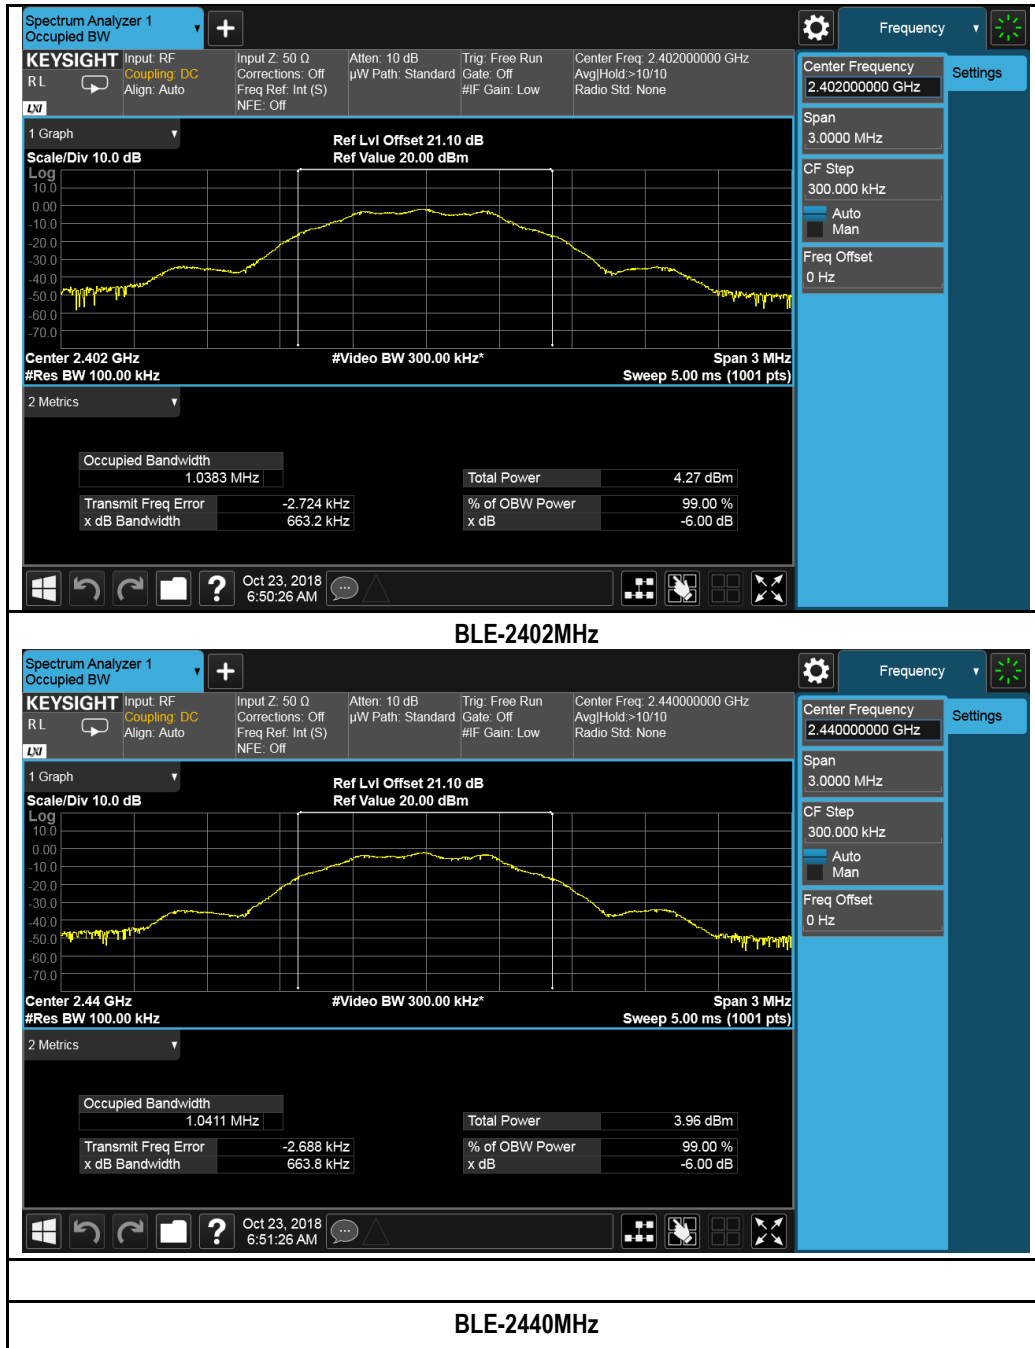 Spectrum Analyzer 1
Occupied BW
Frequency
KEYSIGHT
RL
LXI
Input: RF
Coupling: DC
Align: Auto
Input Z: 50 Ω
Corrections: Off
Freq Ref: Int (S)
NFE: Off
Atten: 10 dB
µW Path: Standard
Trig: Free Run
Gate: Off
#IF Gain: Low
Center Freq: 2.402000000 GHz
Avg|Hold:>10/10
Radio Std: None
Center Frequency
2.402000000 GHz
Settings
Span
3.0000 MHz
CF Step
300.000 kHz
Auto
Man
Freq Offset
0 Hz
1 Graph
Scale/Div 10.0 dB
Ref Lvl Offset 21.10 dB
Ref Value 20.00 dBm
Log
10.0
0.00
-10.0
-20.0
-30.0
-40.0
-50.0
-60.0
-70.0
Center 2.402 GHz
#Res BW 100.00 kHz
#Video BW 300.00 kHz*
Span 3 MHz
Sweep 5.00 ms (1001 pts)
2 Metrics
Occupied Bandwidth
1.0383 MHz
Total Power 4.27 dBm
Transmit Freq Error -2.724 kHz
% of OBW Power 99.00 %
x dB Bandwidth 663.2 kHz
x dB -6.00 dB
Oct 23, 2018
6:50:26 AM
BLE-2402MHz
Spectrum Analyzer 1
Occupied BW
Frequency
KEYSIGHT
RL
LXI
Input: RF
Coupling: DC
Align: Auto
Input Z: 50 Ω
Corrections: Off
Freq Ref: Int (S)
NFE: Off
Atten: 10 dB
µW Path: Standard
Trig: Free Run
Gate: Off
#IF Gain: Low
Center Freq: 2.440000000 GHz
Avg|Hold:>10/10
Radio Std: None
Center Frequency
2.440000000 GHz
Settings
Span
3.0000 MHz
CF Step
300.000 kHz
Auto
Man
Freq Offset
0 Hz
1 Graph
Scale/Div 10.0 dB
Ref Lvl Offset 21.10 dB
Ref Value 20.00 dBm
Log
10.0
0.00
-10.0
-20.0
-30.0
-40.0
-50.0
-60.0
-70.0
Center 2.44 GHz
#Res BW 100.00 kHz
#Video BW 300.00 kHz*
Span 3 MHz
Sweep 5.00 ms (1001 pts)
2 Metrics
Occupied Bandwidth
1.0411 MHz
Total Power 3.96 dBm
Transmit Freq Error -2.688 kHz
% of OBW Power 99.00 %
x dB Bandwidth 663.8 kHz
x dB -6.00 dB
Oct 23, 2018
6:51:26 AM
BLE-2440MHz